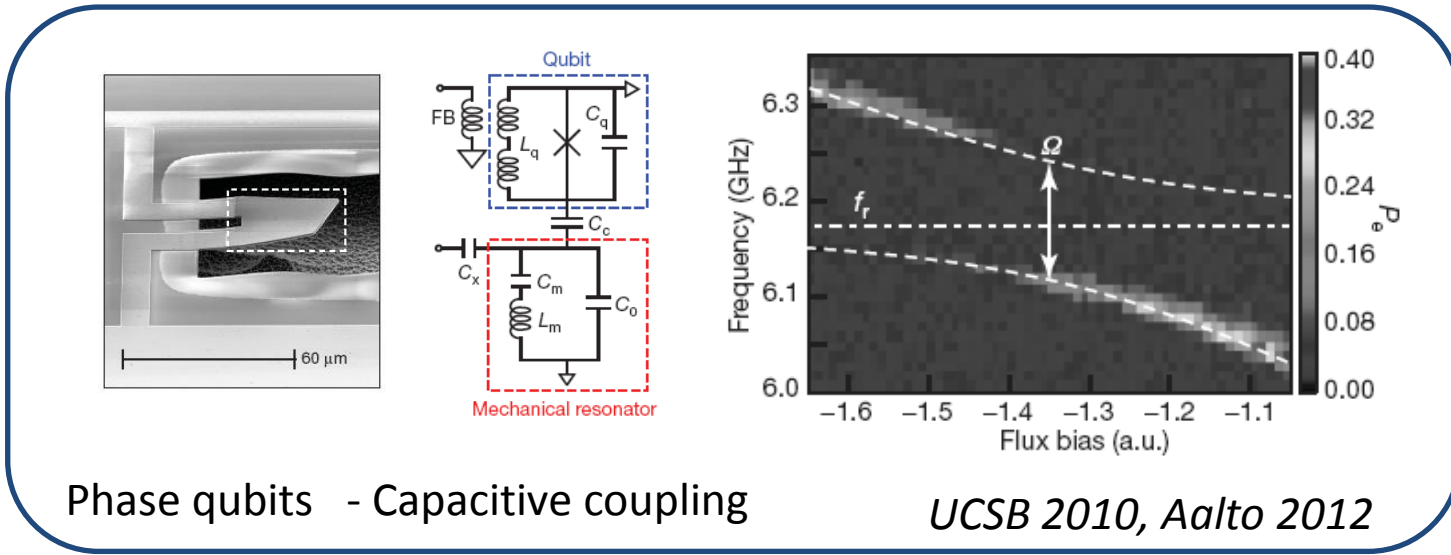 60 μm
Qubit
FB
Lq
Cq
Cc
Cx
Cm
Lm
C0
Mechanical resonator
Frequency (GHz)
6.3
6.2
6.1
6.0
Ω
fr
−1.6 −1.5 −1.4 −1.3 −1.2 −1.1
Flux bias (a.u.)
0.40
0.32
0.24
0.16
0.08
0.00
Pe
Phase qubits - Capacitive coupling
UCSB 2010, Aalto 2012